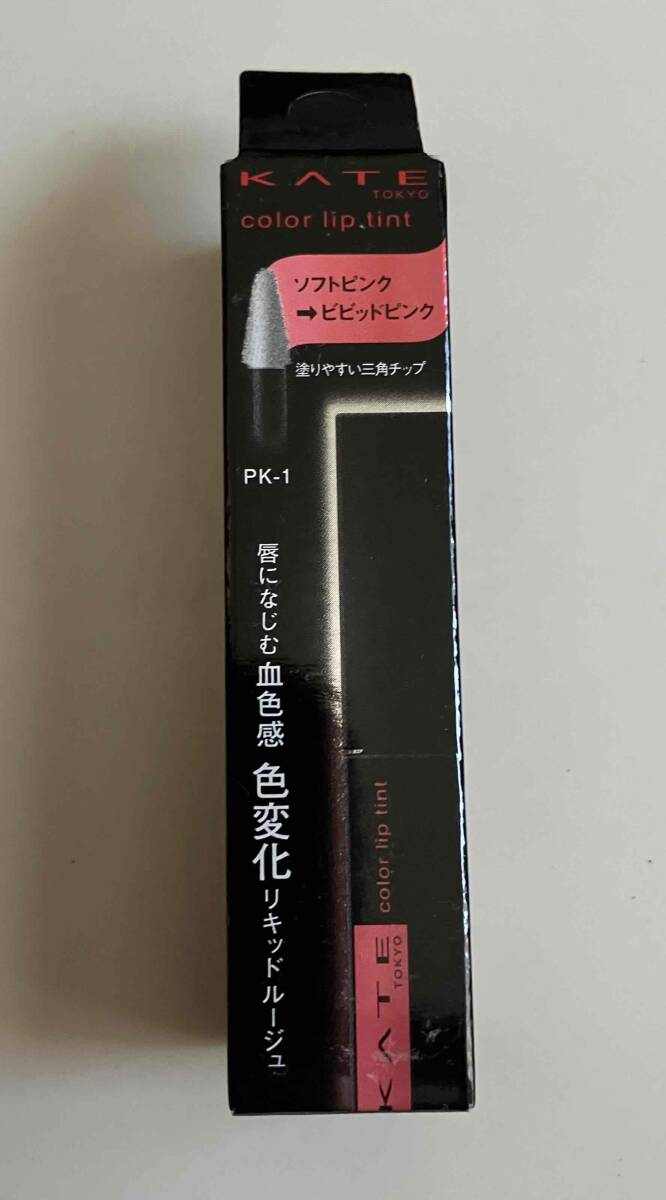 KATE
TOKYO
color lip tint
ソフトピンク
➡ビビッドピンク
塗りやすい三角チップ
PK-1
唇になじむ血色感 色変化リキッドルージュ
color lip tint
KATE
TOKYO